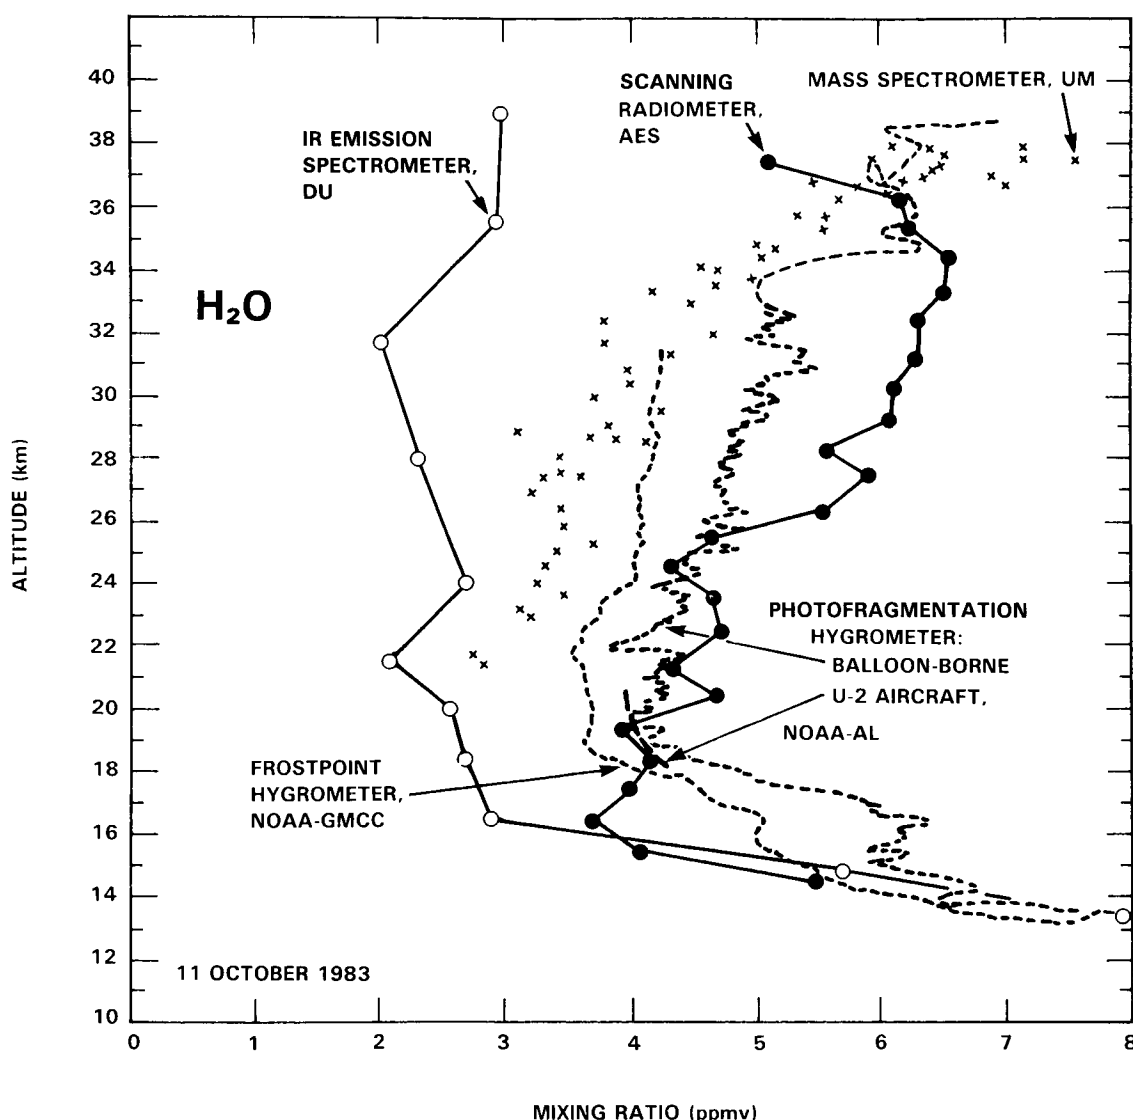 40
38
36
34
32
30
28
26
24
22
20
18
16
14
12
10
ALTITUDE (km)
SCANNING
RADIOMETER,
AES
MASS SPECTROMETER, UM
IR EMISSION
SPECTROMETER,
DU
H₂O
PHOTOFRAGMENTATION
HYGROMETER:
BALLOON-BORNE
U-2 AIRCRAFT,
NOAA-AL
FROSTPOINT
HYGROMETER,
NOAA-GMCC
11 OCTOBER 1983
0 1 2 3 4 5 6 7 8
MIXING RATIO (ppmv)